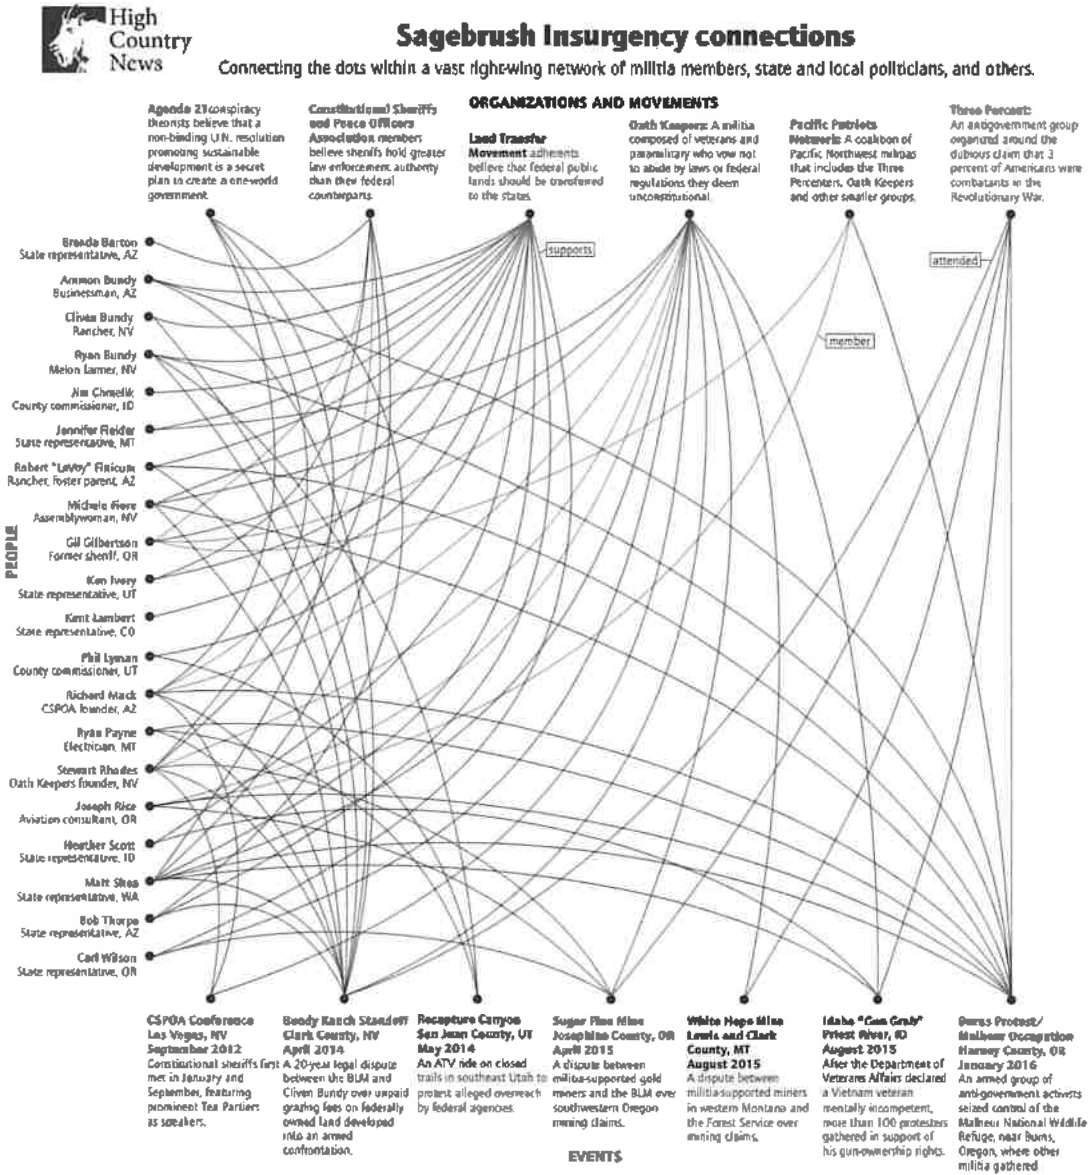 High
Country
News
Sagebrush Insurgency connections
Connecting the dots within a vast right-wing network of militia members, state and local politicians, and others.
ORGANIZATIONS AND MOVEMENTS
Agenda 21 conspiracy
theorists believe that a
non-binding U.N. resolution
promoting sustainable
development is a secret
plan to create a one-world
government.
Constitutional Sheriffs
and Peace Officers
Association members
believe sheriffs hold greater
law enforcement authority
than their federal
counterparts.
Land Transfer
Movement adherents
believe that federal public
lands should be transferred
to the states.
Oath Keepers: A militia
composed of veterans and
paramilitary who vow not
to abide by laws or federal
regulations they deem
unconstitutional.
Pacific Patriots
Network: A coalition of
Pacific Northwest militias
that includes the Three
Percenters, Oath Keepers
and other smaller groups.
Three Percent:
An antigovernment group
organized around the
dubious claim that 3
percent of Americans were
combatants in the
Revolutionary War.
supports
attended
member
PEOPLE
Brenda Barton
State representative, AZ
Ammon Bundy
Businessman, AZ
Cliven Bundy
Rancher, NV
Ryan Bundy
Melon farmer, NV
Jim Chmelik
County commissioner, ID
Jennifer Fielder
State representative, MT
Robert "LaVoy" Finicum
Rancher, foster parent, AZ
Michele Fiore
Assemblywoman, NV
Gil Gilbertson
Former sheriff, OR
Ken Ivory
State representative, UT
Kent Lambert
State representative, CO
Phil Lyman
County commissioner, UT
Richard Mack
CSPOA founder, AZ
Ryan Payne
Electrician, MT
Stewart Rhodes
Oath Keepers founder, NV
Joseph Rice
Aviation consultant, OR
Heather Scott
State representative, ID
Matt Shea
State representative, WA
Bob Thorpe
State representative, AZ
Carl Wilson
State representative, OR
CSPOA Conference
Las Vegas, NV
September 2012
Constitutional sheriffs first
met in January and
September, featuring
prominent Tea Partiers
as speakers.
Bundy Ranch Standoff
Clark County, NV
April 2014
A 20-year legal dispute
between the BLM and
Cliven Bundy over unpaid
grazing fees on federally
owned land developed
into an armed
confrontation.
Recapture Canyon
San Juan County, UT
May 2014
An ATV ride on closed
trails in southeast Utah to
protest alleged overreach
by federal agencies.
Sugar Pine Mine
Josephine County, OR
April 2015
A dispute between
militia-supported gold
miners and the BLM over
southwestern Oregon
mining claims.
White Hope Mine
Lewis and Clark
County, MT
August 2015
A dispute between
militia-supported miners
in western Montana and
the Forest Service over
mining claims.
Idaho "Gun Grab"
Priest River, ID
August 2015
After the Department of
Veterans Affairs declared
a Vietnam veteran
mentally incompetent,
more than 100 protesters
gathered in support of
his gun-ownership rights.
Burns Protest/
Malheur Occupation
Harney County, OR
January 2016
An armed group of
anti-government activists
seized control of the
Malheur National Wildlife
Refuge, near Burns,
Oregon, where other
militia gathered
EVENTS